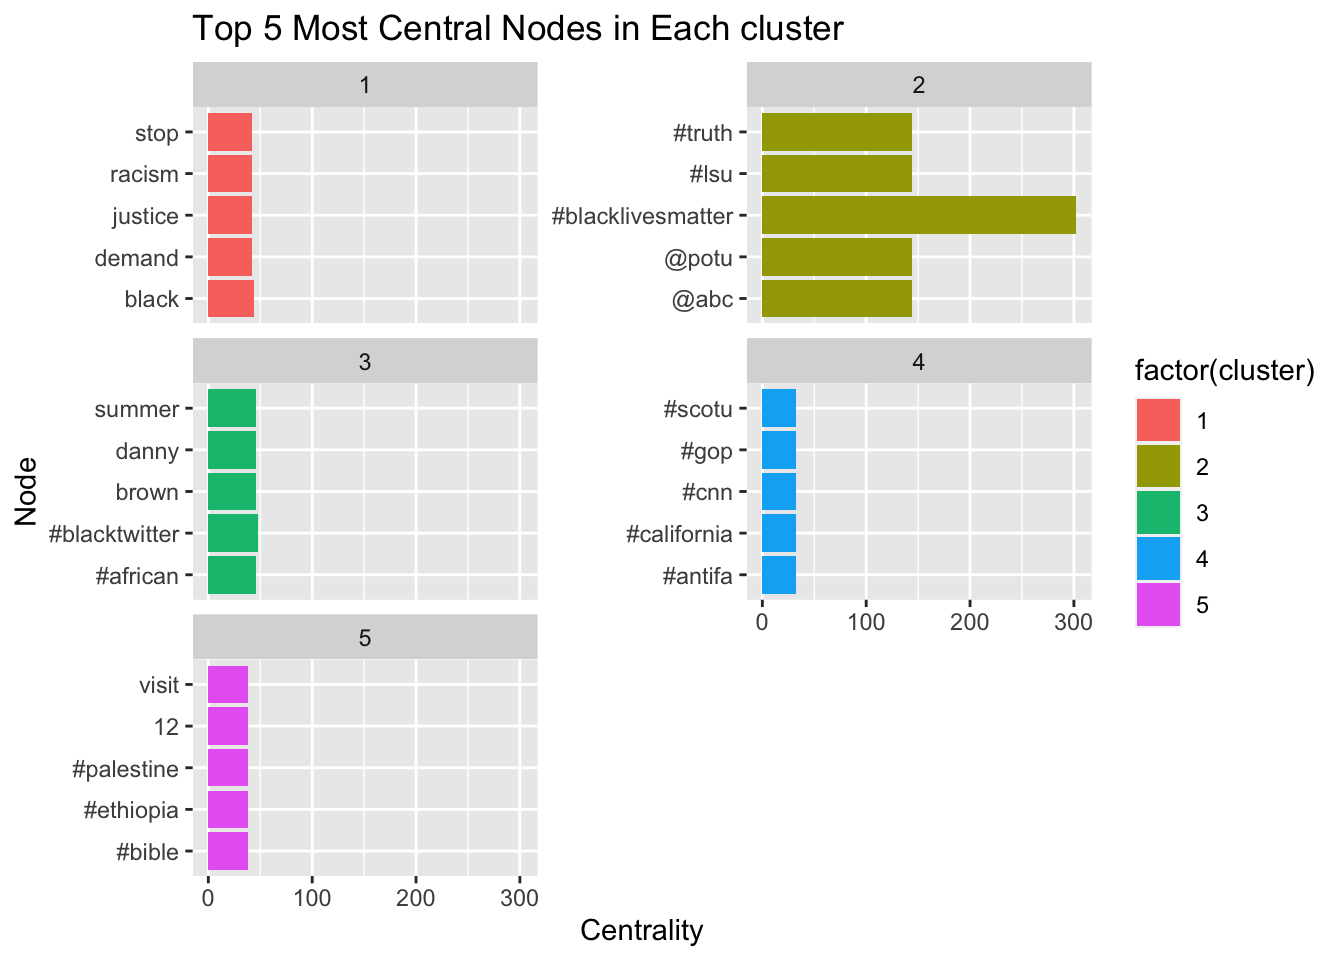 Top 5 Most Central Nodes in Each cluster
1
stop
racism
justice
demand
black
2
#truth
#lsu
#blacklivesmatter
@potu
@abc
3
summer
danny
brown
#blacktwitter
#african
4
#scotu
#gop
#cnn
#california
#antifa
0 100 200 300
5
visit
12
#palestine
#ethiopia
#bible
0 100 200 300
Node
Centrality
factor(cluster)
1
2
3
4
5